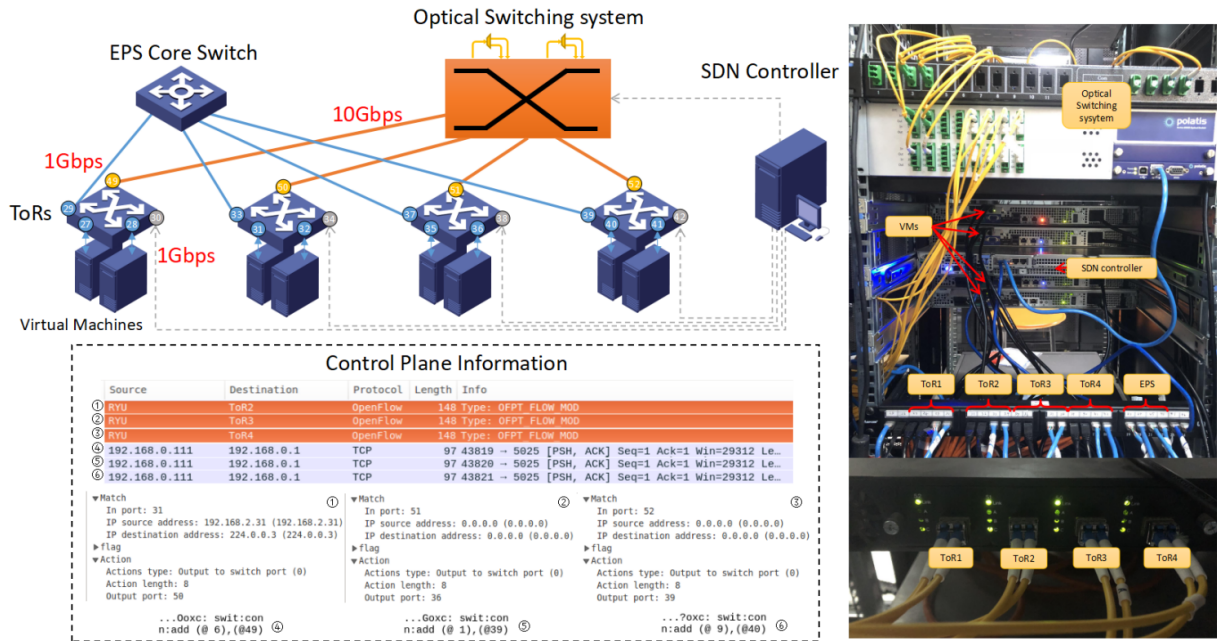 Optical Switching system
EPS Core Switch
SDN Controller
10Gbps
1Gbps
49
50
51
52
ToRs
29
27
28
30
33
31
32
34
37
35
36
38
39
40
41
42
1Gbps
Virtual Machines
Control Plane Information
Source Destination Protocol Length Info
① RYU ToR2 OpenFlow 148 Type: OFPT_FLOW_MOD
② RYU ToR3 OpenFlow 148 Type: OFPT_FLOW_MOD
③ RYU ToR4 OpenFlow 148 Type: OFPT_FLOW_MOD
④ 192.168.0.111 192.168.0.1 TCP 97 43819 → 5025 [PSH, ACK] Seq=1 Ack=1 Win=29312 Le…
⑤ 192.168.0.111 192.168.0.1 TCP 97 43820 → 5025 [PSH, ACK] Seq=1 Ack=1 Win=29312 Le…
⑥ 192.168.0.111 192.168.0.1 TCP 97 43821 → 5025 [PSH, ACK] Seq=1 Ack=1 Win=29312 Le…
▼Match ①
In port: 31
IP source address: 192.168.2.31 (192.168.2.31)
IP destination address: 224.0.0.3 (224.0.0.3)
▶flag
▼Action
Actions type: Output to switch port (0)
Action length: 8
Output port: 50
▼Match ②
In port: 51
IP source address: 0.0.0.0 (0.0.0.0)
IP destination address: 0.0.0.0 (0.0.0.0)
▶flag
▼Action
Actions type: Output to switch port (0)
Action length: 8
Output port: 36
▼Match ③
In port: 52
IP source address: 0.0.0.0 (0.0.0.0)
IP destination address: 0.0.0.0 (0.0.0.0)
▶flag
▼Action
Actions type: Output to switch port (0)
Action length: 8
Output port: 39
...Ooxc: swit:con
n:add (@ 6),(@49) ④
...Goxc: swit:con
n:add (@ 1),(@39) ⑤
...?oxc: swit:con
n:add (@ 9),(@40) ⑥
Optical
Switching
sysytem
polatis
VMs
SDN controller
ToR1
ToR2
ToR3
ToR4
EPS
ToR1
ToR2
ToR3
ToR4